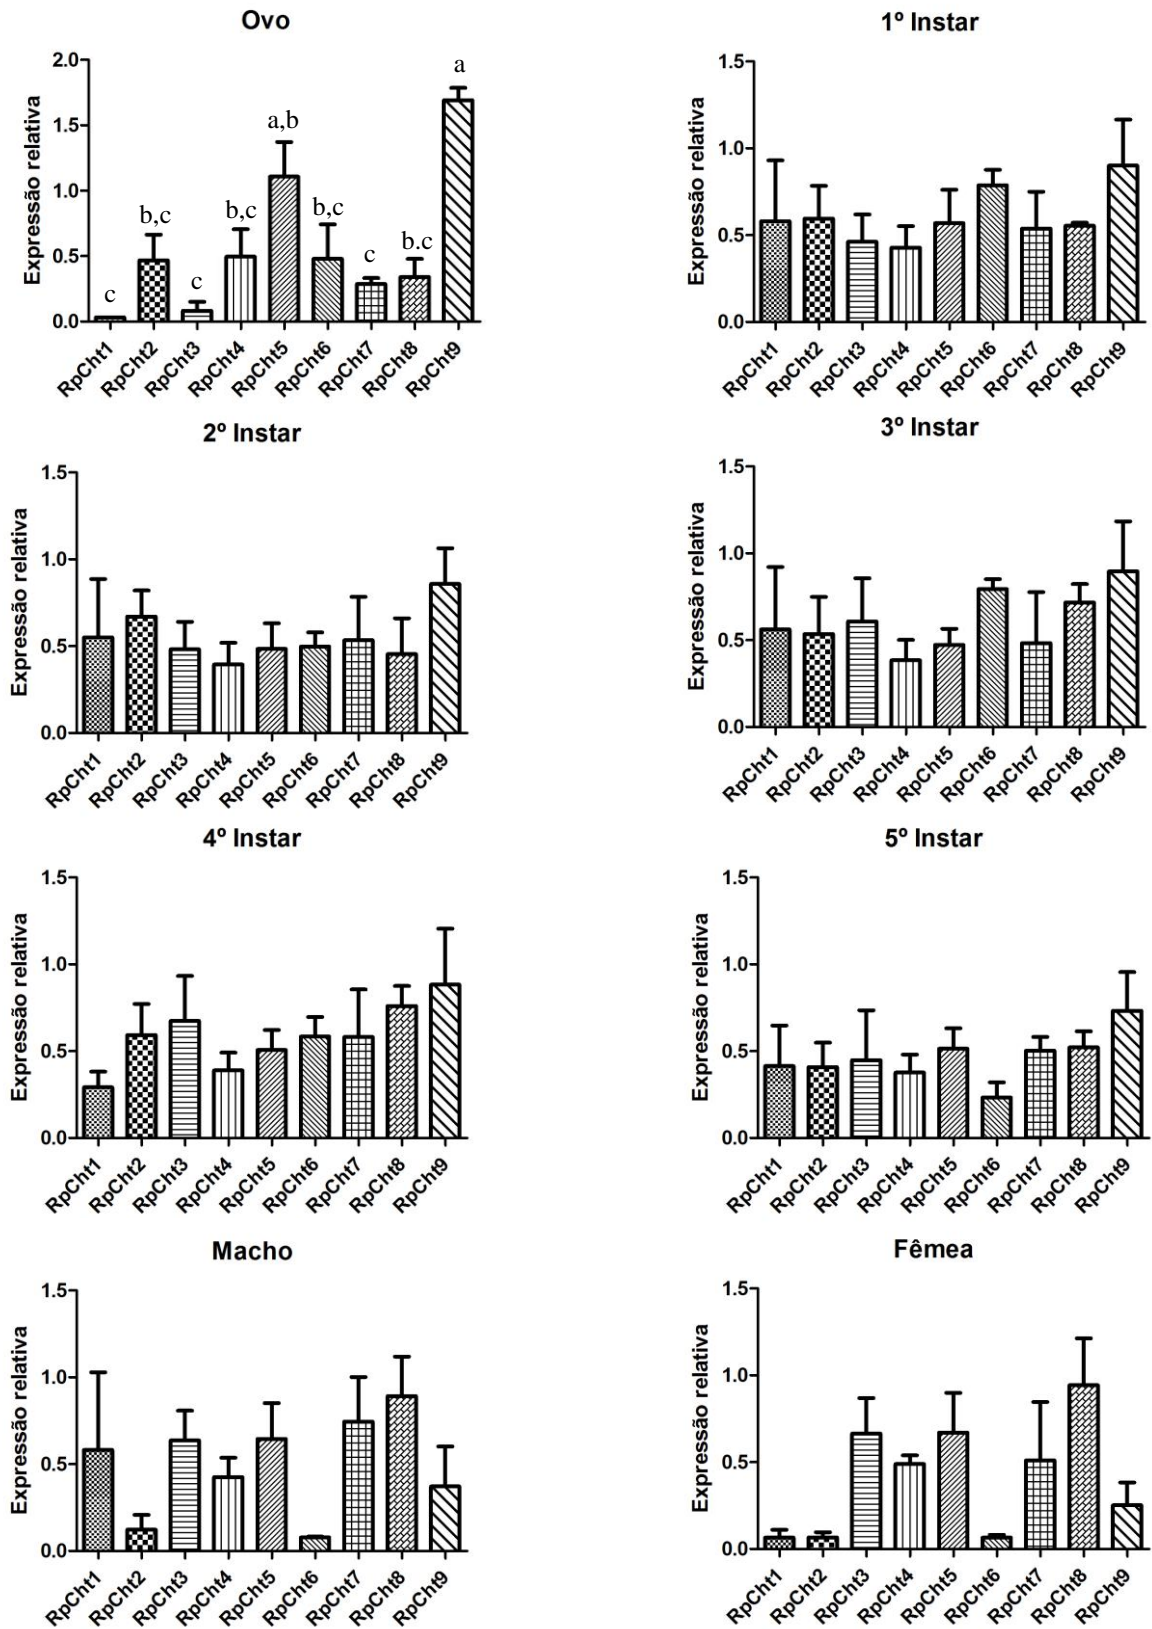 Ovo
2.0
1.5
1.0
0.5
0.0
Expressão relativa
c
b,c
c
b,c
a,b
b,c
c
b.c
a
RpCht1
RpCht2
RpCht3
RpCht4
RpCht5
RpCht6
RpCht7
RpCht8
RpCht9
1º Instar
1.5
1.0
0.5
0.0
Expressão relativa
RpCht1
RpCht2
RpCht3
RpCht4
RpCht5
RpCht6
RpCht7
RpCht8
RpCht9
2º Instar
1.5
1.0
0.5
0.0
Expressão relativa
RpCht1
RpCht2
RpCht3
RpCht4
RpCht5
RpCht6
RpCht7
RpCht8
RpCht9
3º Instar
1.5
1.0
0.5
0.0
Expressão relativa
RpCht1
RpCht2
RpCht3
RpCht4
RpCht5
RpCht6
RpCht7
RpCht8
RpCht9
4º Instar
1.5
1.0
0.5
0.0
Expressão relativa
RpCht1
RpCht2
RpCht3
RpCht4
RpCht5
RpCht6
RpCht7
RpCht8
RpCht9
5º Instar
1.5
1.0
0.5
0.0
Expressão relativa
RpCht1
RpCht2
RpCht3
RpCht4
RpCht5
RpCht6
RpCht7
RpCht8
RpCht9
Macho
1.5
1.0
0.5
0.0
Expressão relativa
RpCht1
RpCht2
RpCht3
RpCht4
RpCht5
RpCht6
RpCht7
RpCht8
RpCht9
Fêmea
1.5
1.0
0.5
0.0
Expressão relativa
RpCht1
RpCht2
RpCht3
RpCht4
RpCht5
RpCht6
RpCht7
RpCht8
RpCht9